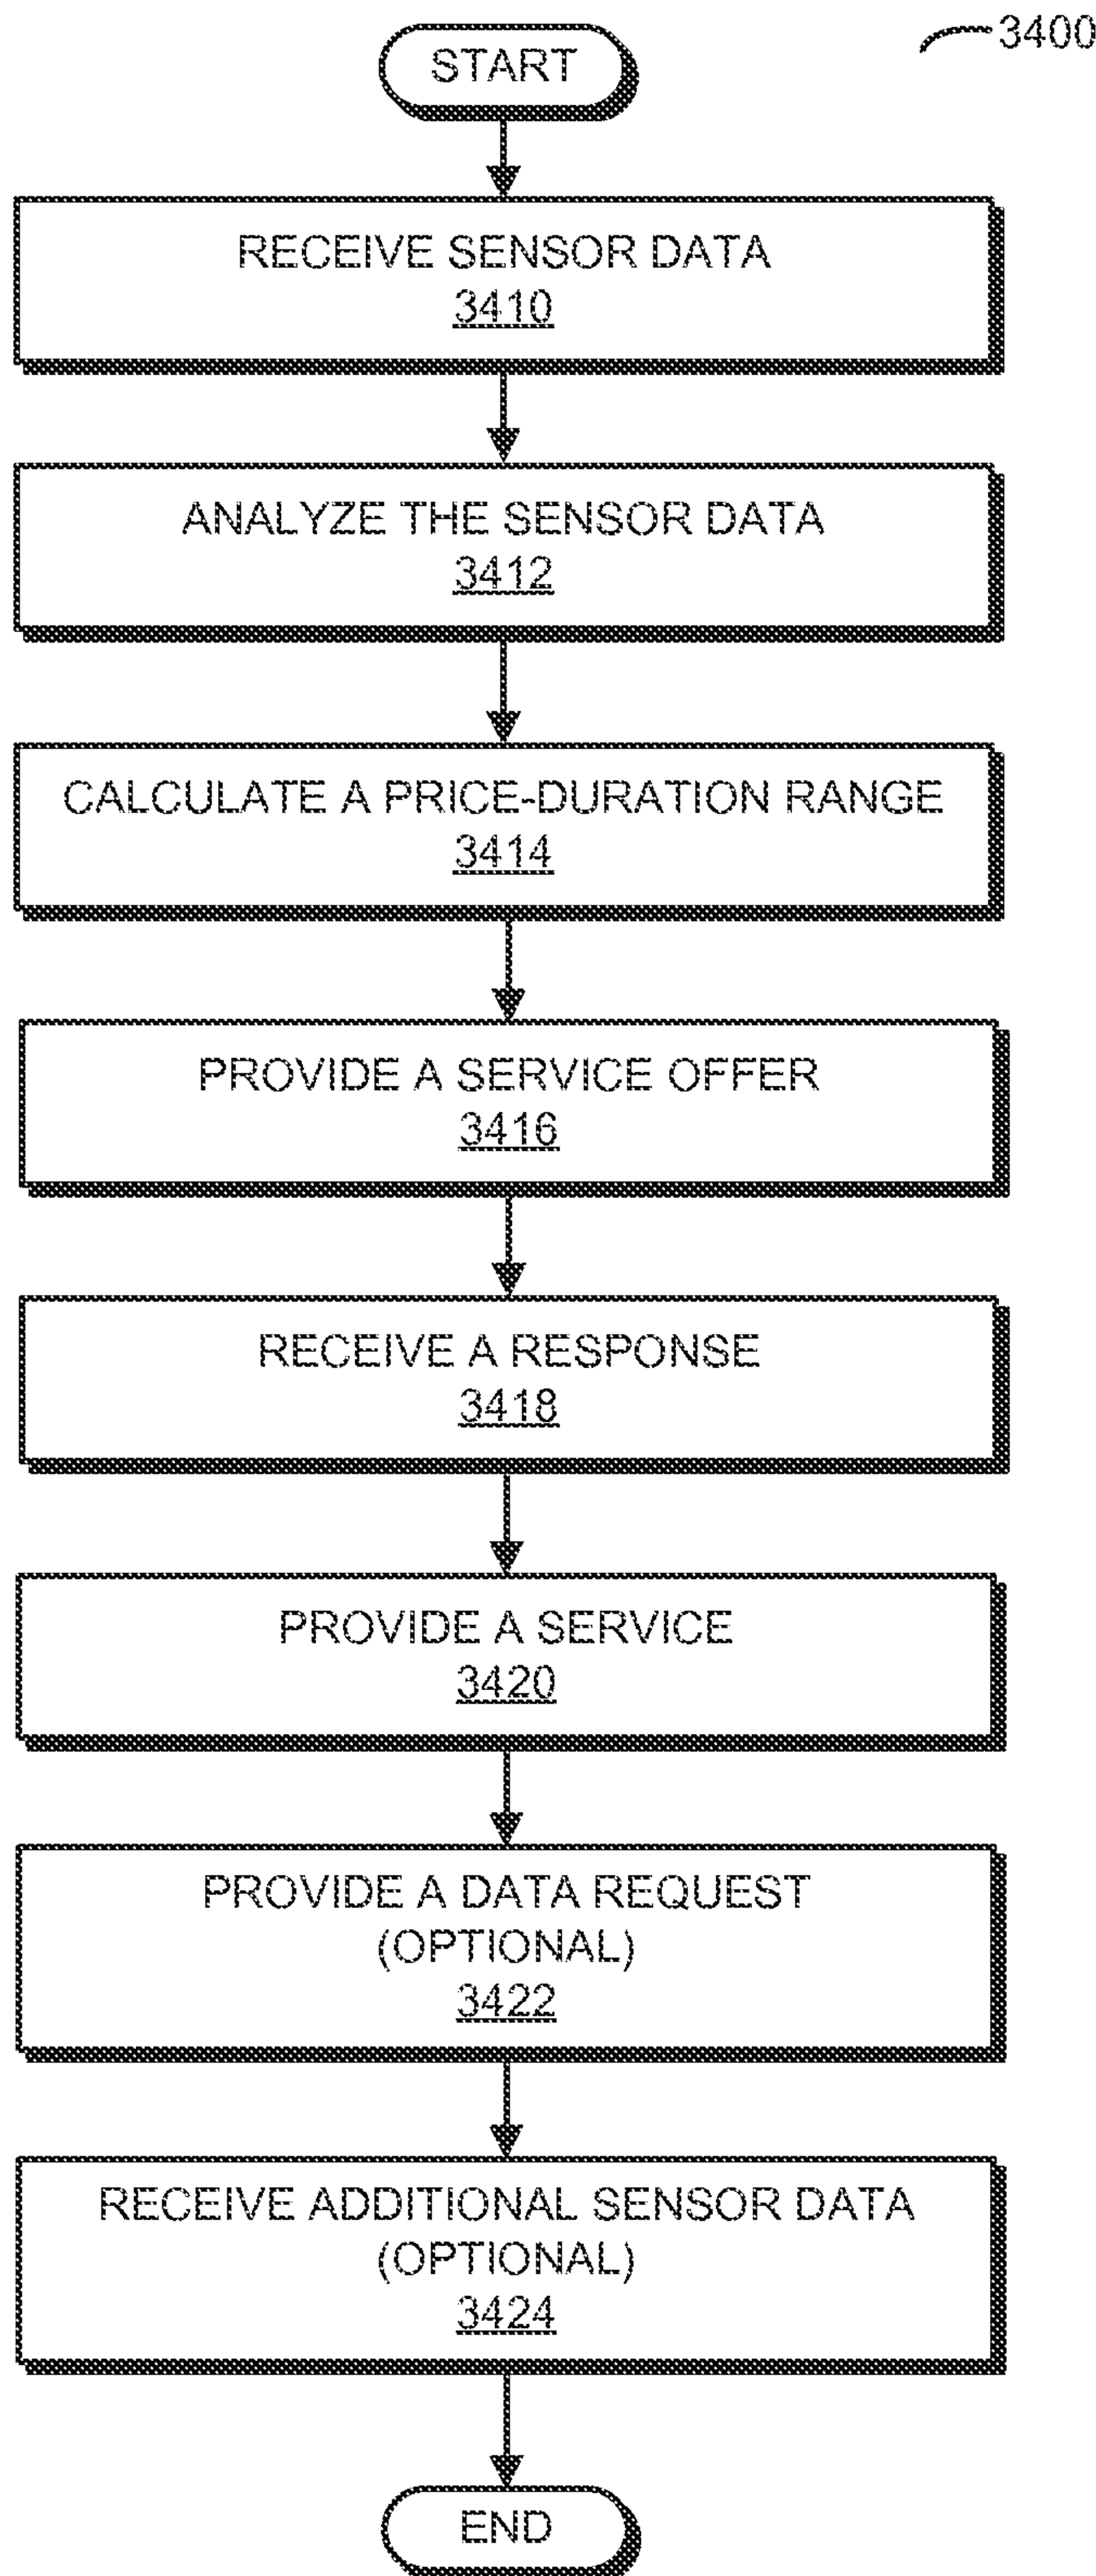 3400
START
RECEIVE SENSOR DATA
3410
ANALYZE THE SENSOR DATA
3412
CALCULATE A PRICE-DURATION RANGE
3414
PROVIDE A SERVICE OFFER
3416
RECEIVE A RESPONSE
3418
PROVIDE A SERVICE
3420
PROVIDE A DATA REQUEST
(OPTIONAL)
3422
RECEIVE ADDITIONAL SENSOR DATA
(OPTIONAL)
3424
END